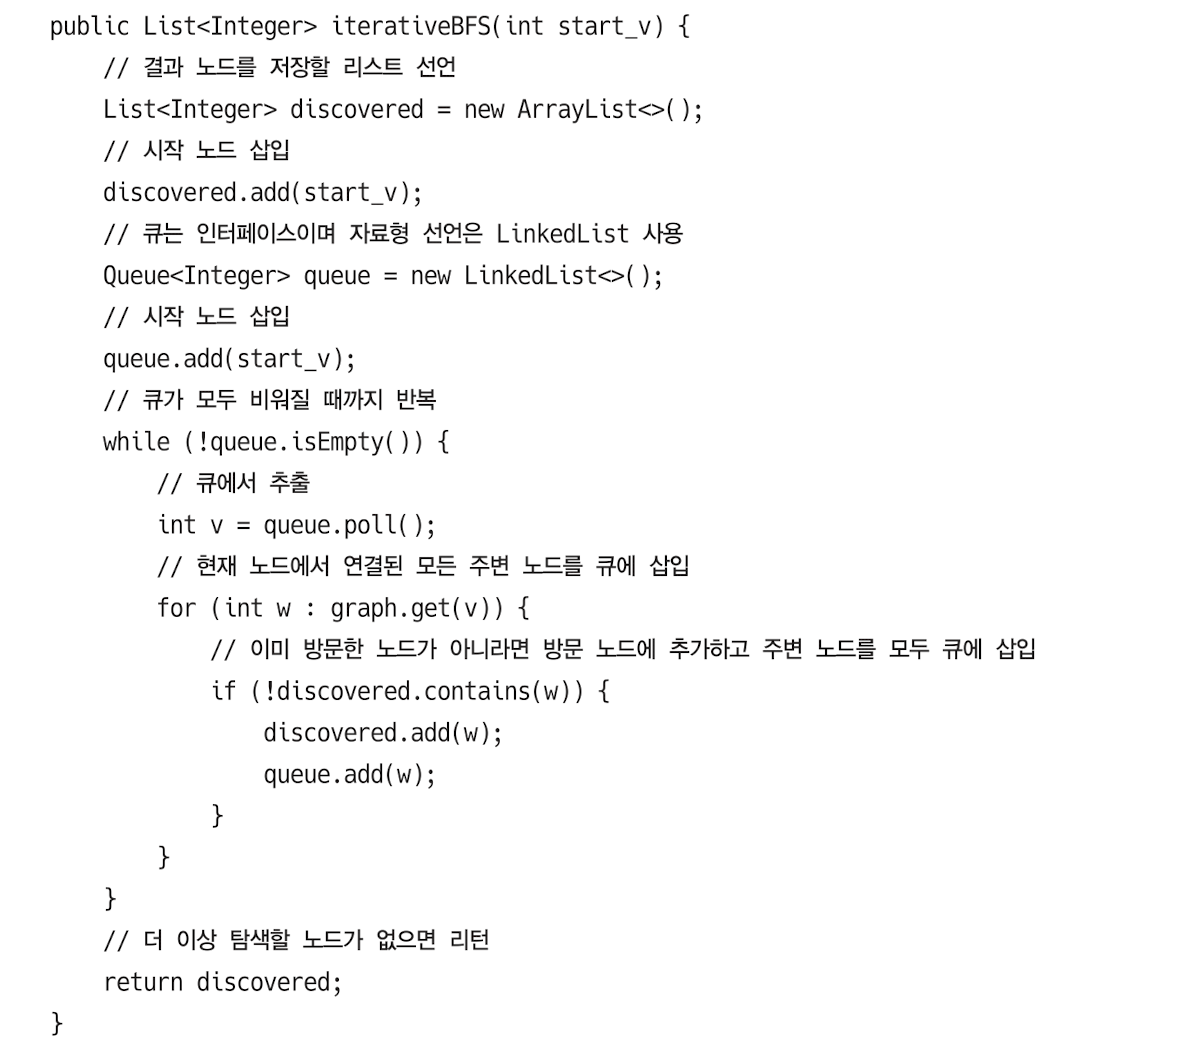 public List<Integer> iterativeBFS(int start_v) {
    // 결과 노드를 저장할 리스트 선언
    List<Integer> discovered = new ArrayList<>();
    // 시작 노드 삽입
    discovered.add(start_v);
    // 큐는 인터페이스이며 자료형 선언은 LinkedList 사용
    Queue<Integer> queue = new LinkedList<>();
    // 시작 노드 삽입
    queue.add(start_v);
    // 큐가 모두 비워질 때까지 반복
    while (!queue.isEmpty()) {
        // 큐에서 추출
        int v = queue.poll();
        // 현재 노드에서 연결된 모든 주변 노드를 큐에 삽입
        for (int w : graph.get(v)) {
            // 이미 방문한 노드가 아니라면 방문 노드에 추가하고 주변 노드를 모두 큐에 삽입
            if (!discovered.contains(w)) {
                discovered.add(w);
                queue.add(w);
            }
        }
    }
    // 더 이상 탐색할 노드가 없으면 리턴
    return discovered;
}